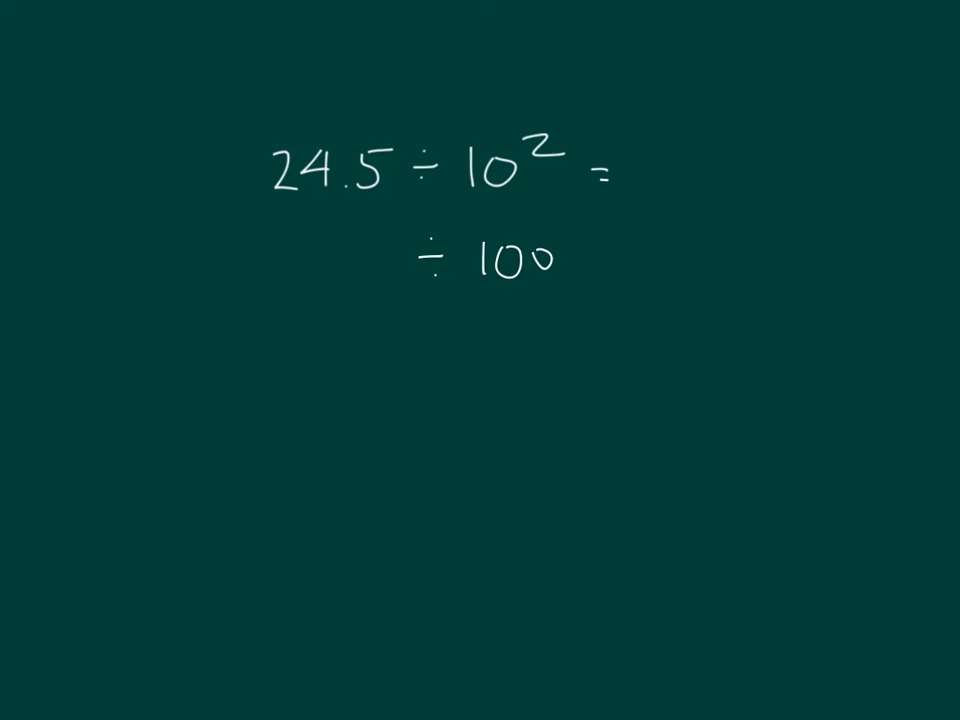 24.5 ÷ 10² =
÷ 100